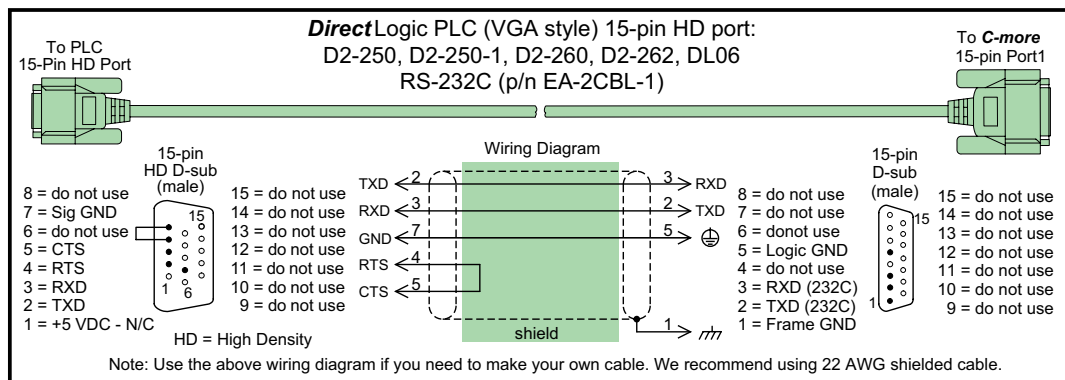 DirectLogic PLC (VGA style) 15-pin HD port:
D2-250, D2-250-1, D2-260, D2-262, DL06
RS-232C (p/n EA-2CBL-1)
To PLC
15-Pin HD Port
To C-more
15-pin Port1
15-pin
HD D-sub
(male)
8 = do not use
7 = Sig GND
6 = do not use
5 = CTS
4 = RTS
3 = RXD
2 = TXD
1 = +5 VDC - N/C
15
1
6
15 = do not use
14 = do not use
13 = do not use
12 = do not use
11 = do not use
10 = do not use
9 = do not use
HD = High Density
Wiring Diagram
TXD 2 3 RXD
RXD 3 2 TXD
GND 7 5
RTS 4
CTS 5
1
shield
8 = do not use
7 = do not use
6 = donot use
5 = Logic GND
4 = do not use
3 = RXD (232C)
2 = TXD (232C)
1 = Frame GND
15-pin
D-sub
(male)
15
1
15 = do not use
14 = do not use
13 = do not use
12 = do not use
11 = do not use
10 = do not use
9 = do not use
Note: Use the above wiring diagram if you need to make your own cable. We recommend using 22 AWG shielded cable.